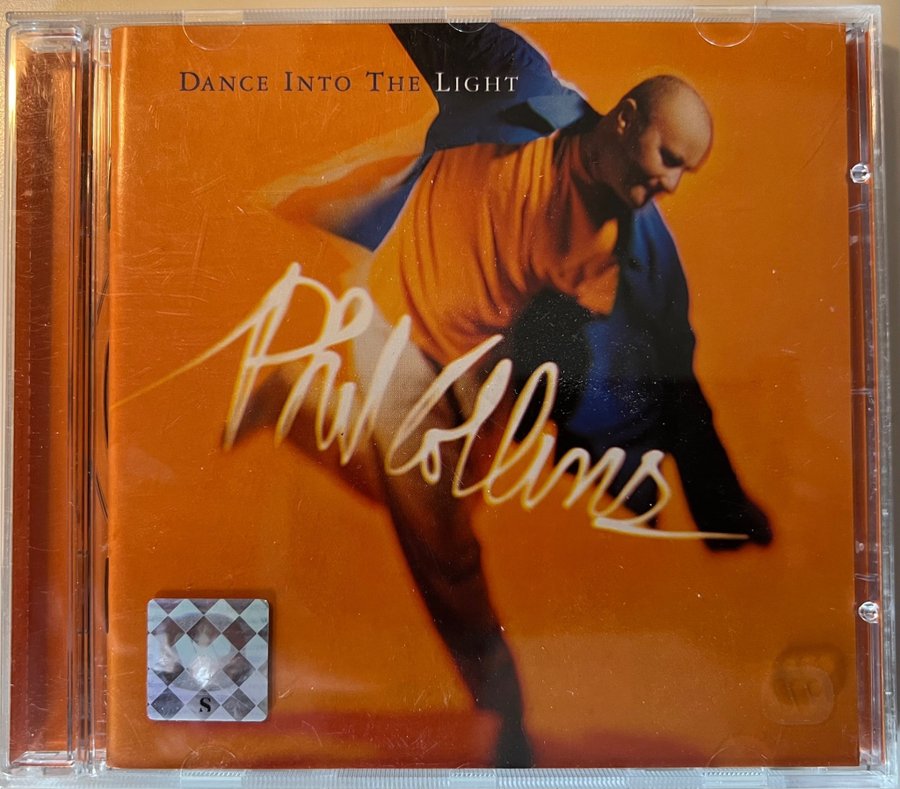 Dance Into The Light
Phil Collins
S